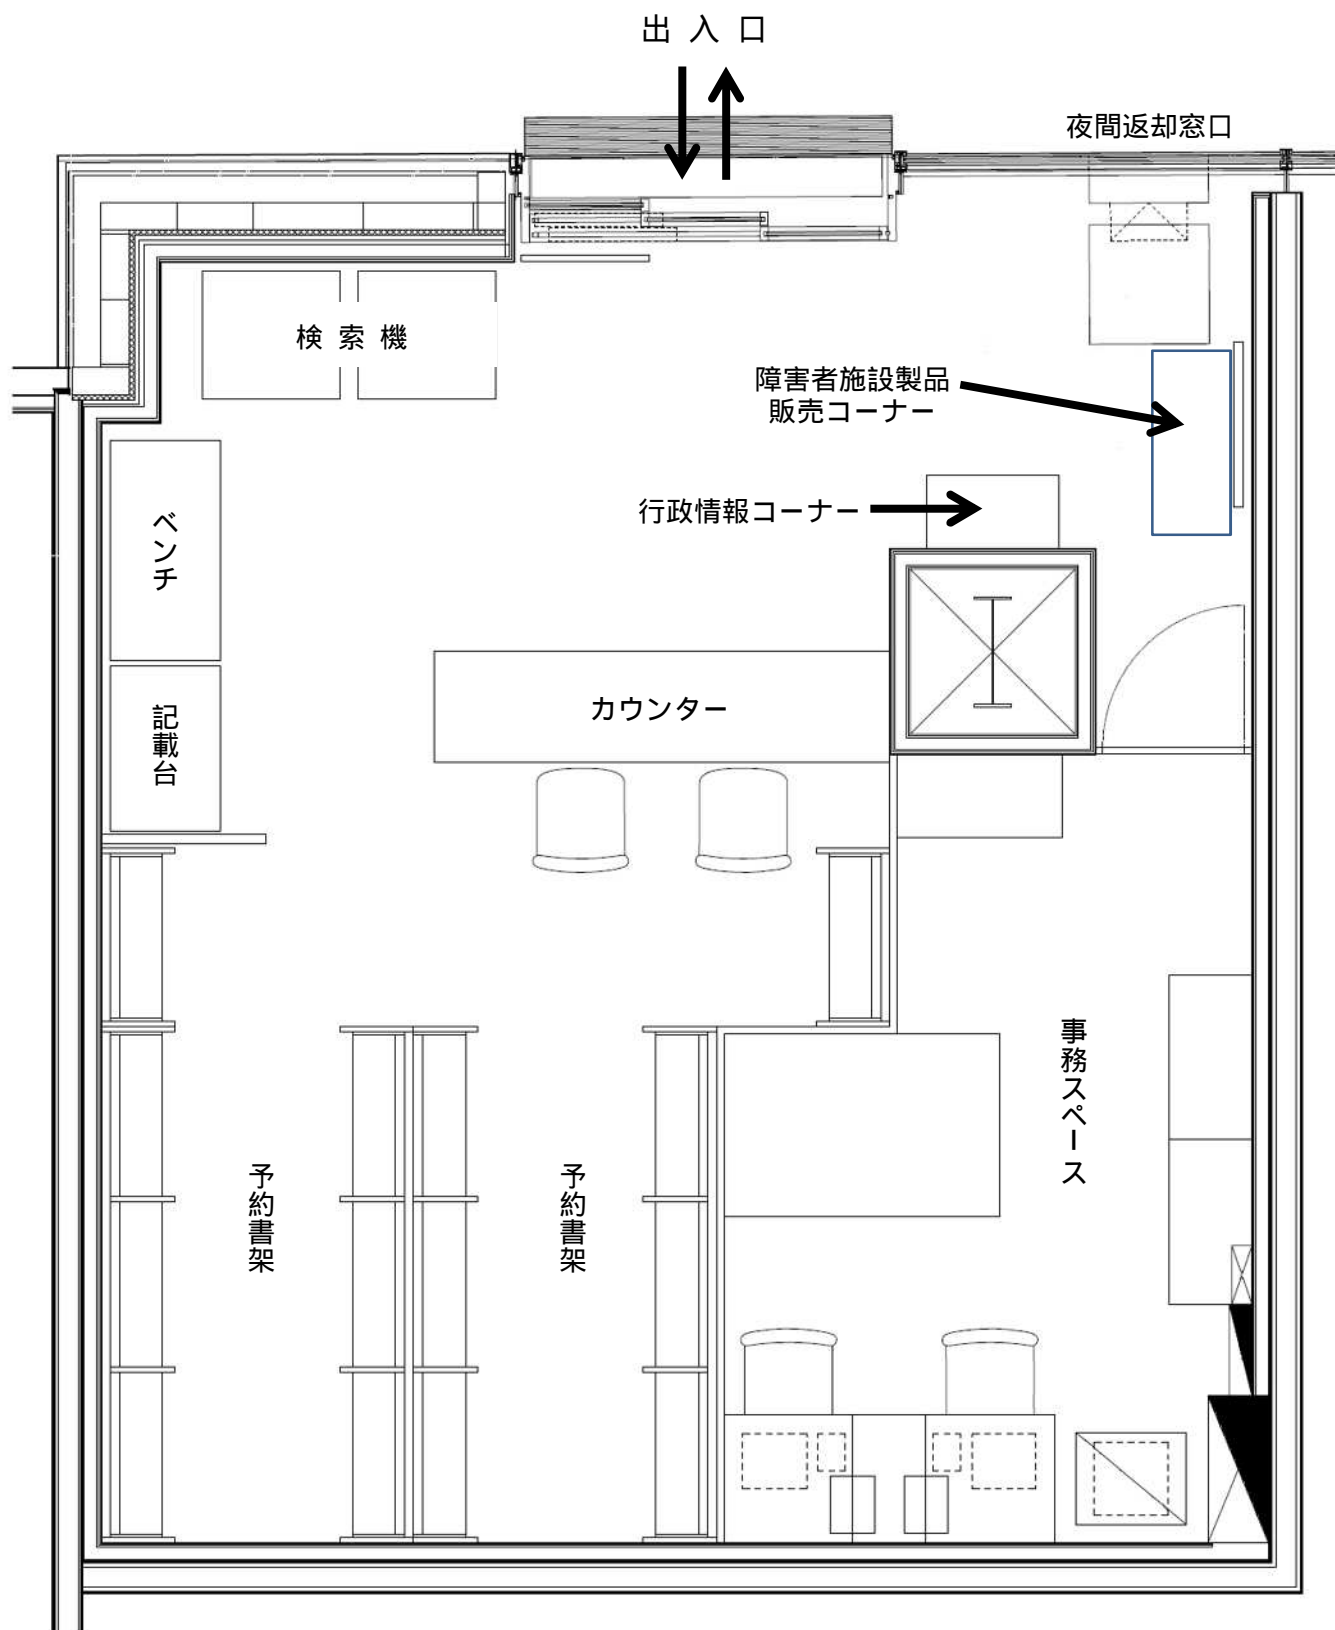 出入口
夜間返却窓口
検索機
障害者施設製品
販売コーナー
行政情報コーナー
ベンチ
カウンター
記載台
事務スペース
予約書架
予約書架